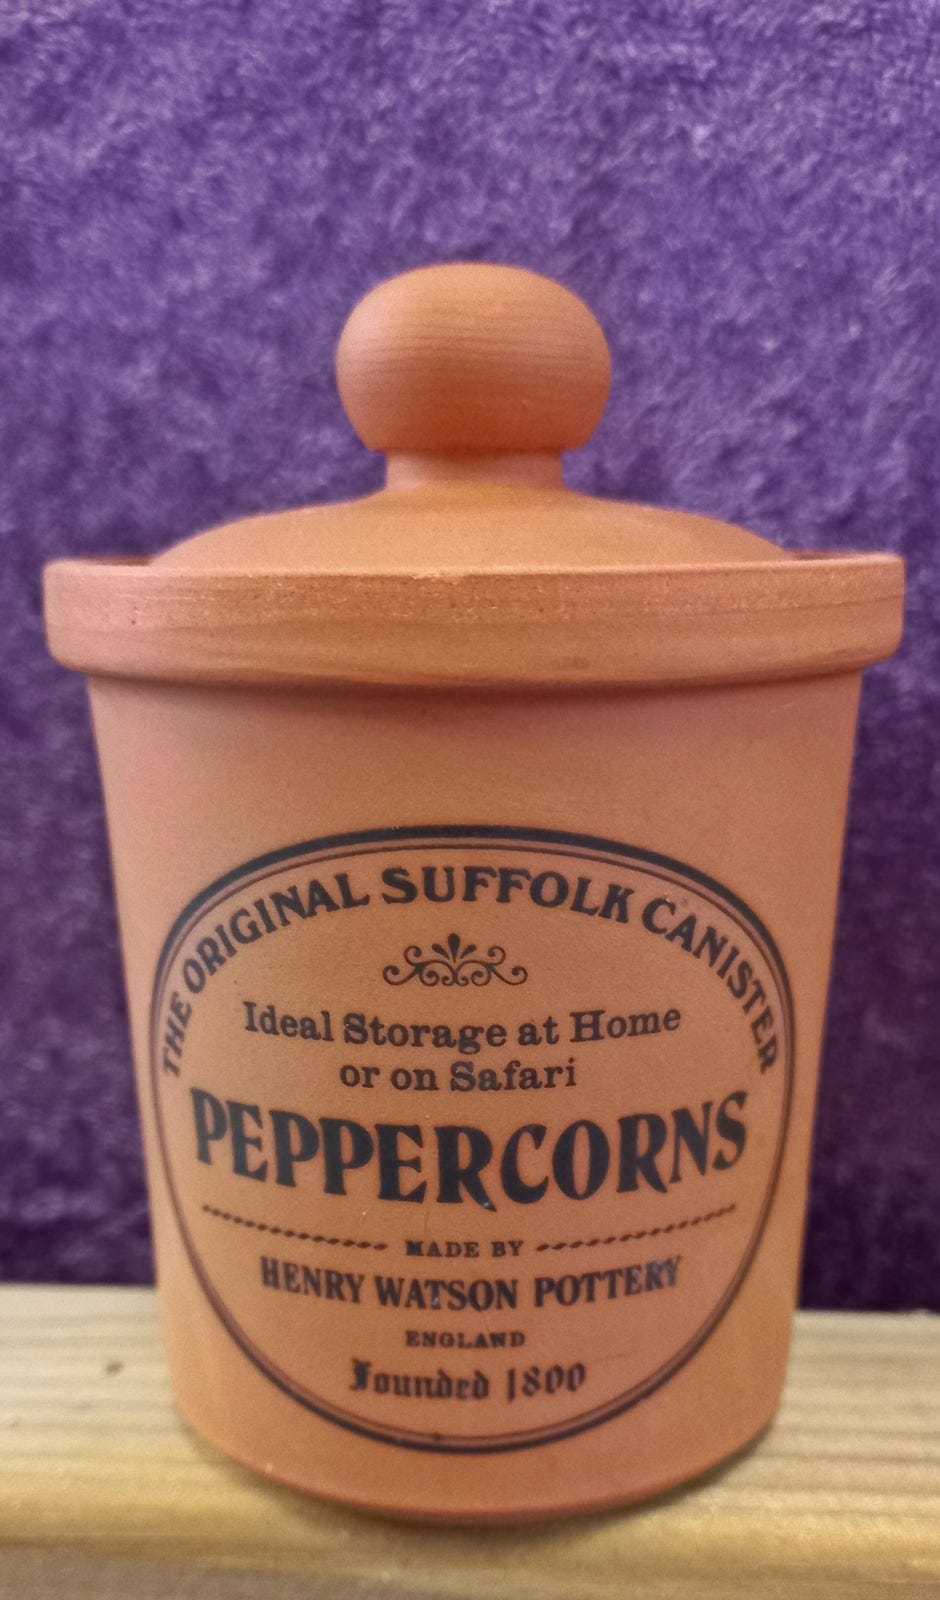 THE ORIGINAL SUFFOLK CANISTER
Ideal Storage at Home
or on Safari
PEPPERCORNS
MADE BY
HENRY WATSON POTTERY
ENGLAND
Founded 1800